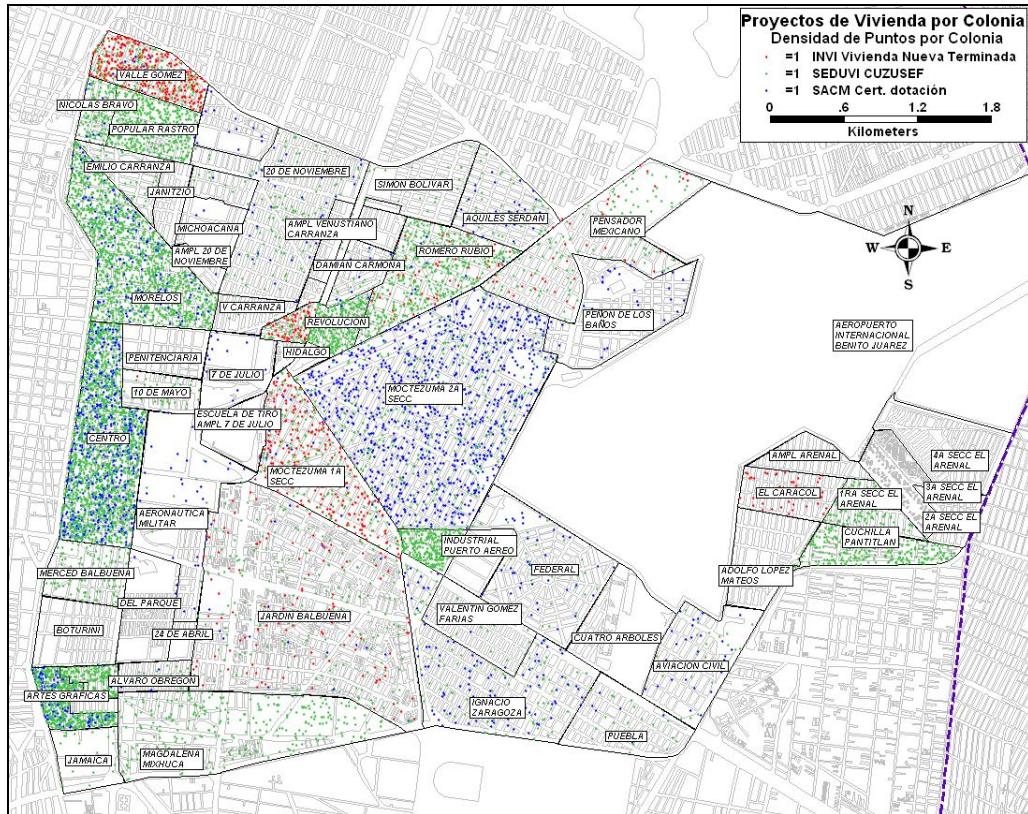 Proyectos de Vivienda por Colonia
Densidad de Puntos por Colonia
=1 INVI Vivienda Nueva Terminada
=1 SEDUVI CUZUSEF
=1 SACM Cert. dotación
0 .6 1.2 1.8
Kilometers
N
W E
S
VALLE GOMEZ
NICOLAS BRAVO
POPULAR RASTRO
EMILIO CARRANZA
20 DE NOVIEMBRE
JANITZIO
SIMON BOLIVAR
MICHOACANA
AMPL VENUSTIANO
CARRANZA
AQUILES SERDAN
PENSADOR
MEXICANO
AMPL 20 DE
NOVIEMBRE
DAMIAN CARMONA
ROMERO RUBIO
MORELOS
V CARRANZA
REVOLUCION
PEÑON DE LOS
BAÑOS
HIDALGO
AEROPUERTO
INTERNACIONAL
BENITO JUAREZ
PENITENCIARIA
7 DE JULIO
10 DE MAYO
MOCTEZUMA 2A
SECC
ESCUELA DE TIRO
AMPL 7 DE JULIO
CENTRO
MOCTEZUMA 1A
SECC
AERONAUTICA
MILITAR
AMPL ARENAL
4A SECC EL
ARENAL
EL CARACOL
1RA SECC EL
ARENAL
3A SECC EL
ARENAL
2A SECC EL
ARENAL
CUCHILLA
PANTITLAN
INDUSTRIAL
PUERTO AEREO
FEDERAL
ADOLFO LOPEZ
MATEOS
MERCED BALBUENA
DEL PARQUE
VALENTIN GOMEZ
FARIAS
BOTURINI
24 DE ABRIL
JARDIN BALBUENA
CUATRO ARBOLES
AVIACION CIVIL
ALVARO OBREGON
ARTES GRAFICAS
IGNACIO
ZARAGOZA
PUEBLA
JAMAICA
MAGDALENA
MIXHUCA